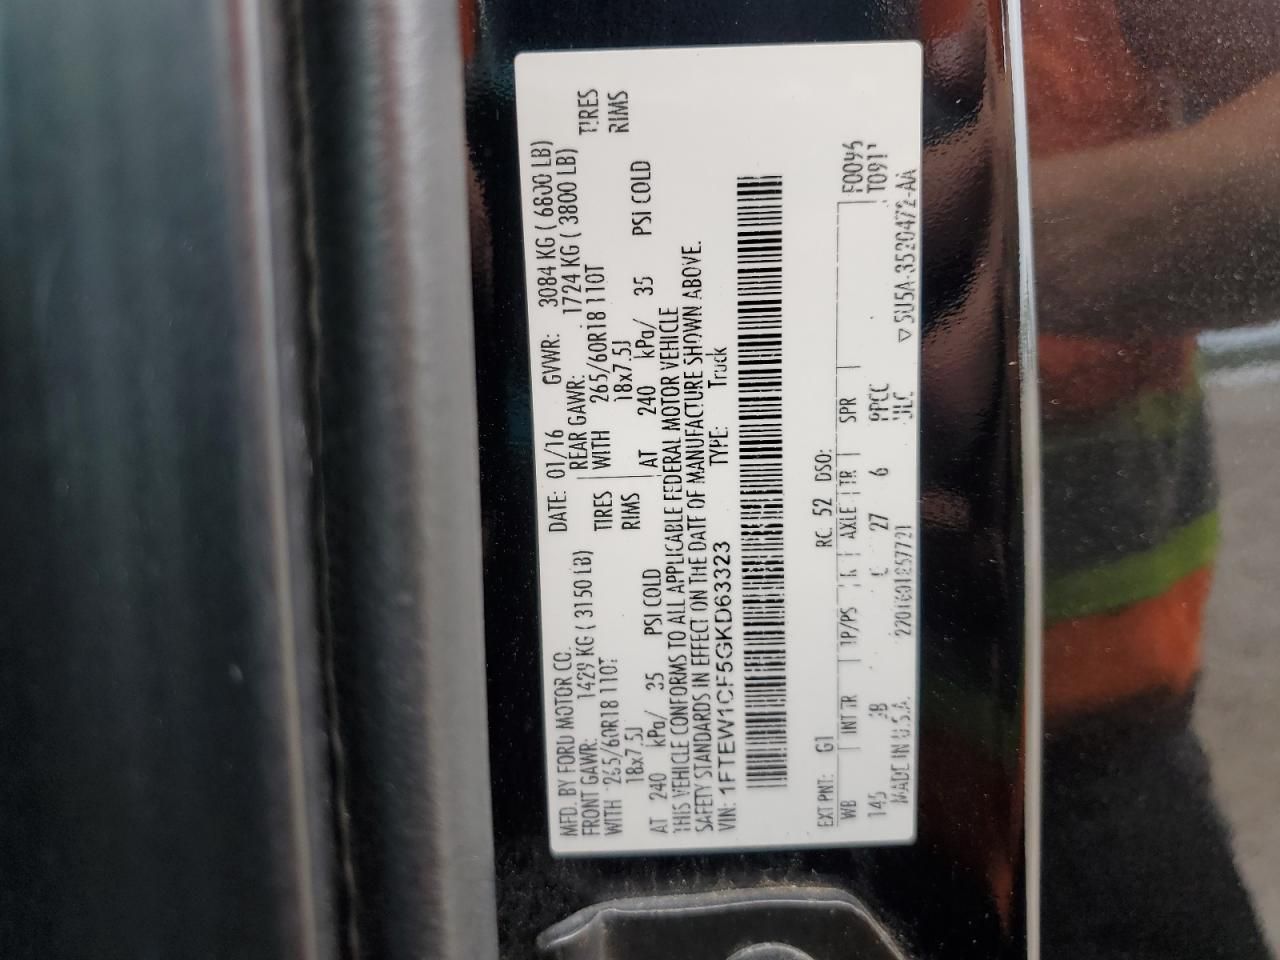 MFD. BY FORD MOTOR CO.
DATE: 01/16 GVWR: 3084 KG ( 6800 LB)
FRONT GAWR: 1429 KG ( 3150 LB) REAR GAWR: 1724 KG ( 3800 LB)
WITH 265/60R18 110T TIRES WITH 265/60R18 110T TIRES
18x7.5J RIMS 18x7.5J RIMS
AT 240 kPa/ 35 PSI COLD AT 240 kPa/ 35 PSI COLD
THIS VEHICLE CONFORMS TO ALL APPLICABLE FEDERAL MOTOR VEHICLE
SAFETY STANDARDS IN EFFECT ON THE DATE OF MANUFACTURE SHOWN ABOVE.
VIN: 1FTEW1CF5GKD63323 TYPE: Truck
EXT PNT: G1 RC: 52 DSO:
WB INT TR TP/PS R AXLE TR SPR
145 27 6
MADE IN U.S.A. ▽ 5U5A-3520472-AA